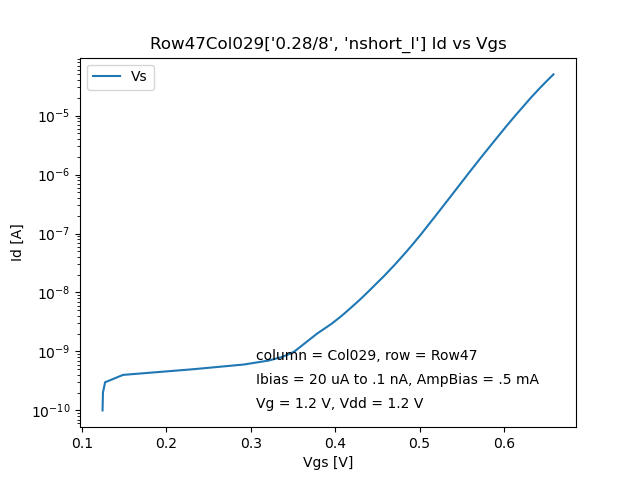 Row47Col029['0.28/8', 'nshort_l'] Id vs Vgs
Vs
10⁻⁵
10⁻⁶
10⁻⁷
10⁻⁸
10⁻⁹
10⁻¹⁰
Id [A]
column = Col029, row = Row47
Ibias = 20 uA to .1 nA, AmpBias = .5 mA
Vg = 1.2 V, Vdd = 1.2 V
0.1 0.2 0.3 0.4 0.5 0.6
Vgs [V]